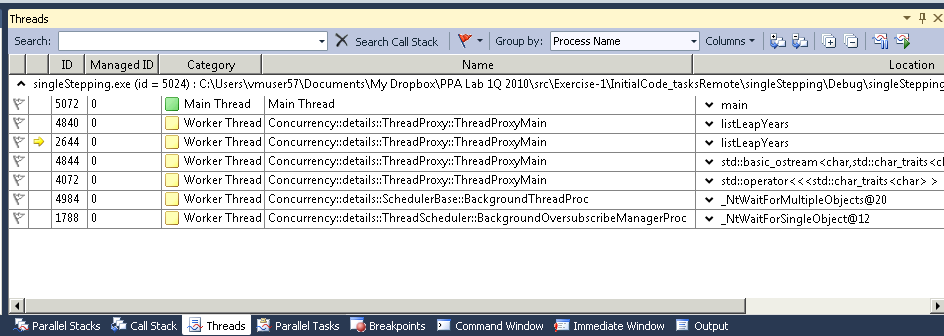 Threads
Search: Search Call Stack Group by: Process Name Columns
ID Managed ID Category Name Location
singleStepping.exe (id = 5024) : C:\Users\vmuser57\Documents\My Dropbox\PPA Lab 1Q 2010\src\Exercise-1\InitialCode_tasksRemote\singleStepping\Debug\singleStepping
5072 0 Main Thread Main Thread main
4840 0 Worker Thread Concurrency::details::ThreadProxy::ThreadProxyMain listLeapYears
2644 0 Worker Thread Concurrency::details::ThreadProxy::ThreadProxyMain listLeapYears
4844 0 Worker Thread Concurrency::details::ThreadProxy::ThreadProxyMain std::basic_ostream<char,std::char_traits<c
4072 0 Worker Thread Concurrency::details::ThreadProxy::ThreadProxyMain std::operator<<<std::char_traits<char> >
4984 0 Worker Thread Concurrency::details::SchedulerBase::BackgroundThreadProc _NtWaitForMultipleObjects@20
1788 0 Worker Thread Concurrency::details::ThreadScheduler::BackgroundOversubscribeManagerProc _NtWaitForSingleObject@12
Parallel Stacks Call Stack Threads Parallel Tasks Breakpoints Command Window Immediate Window Output